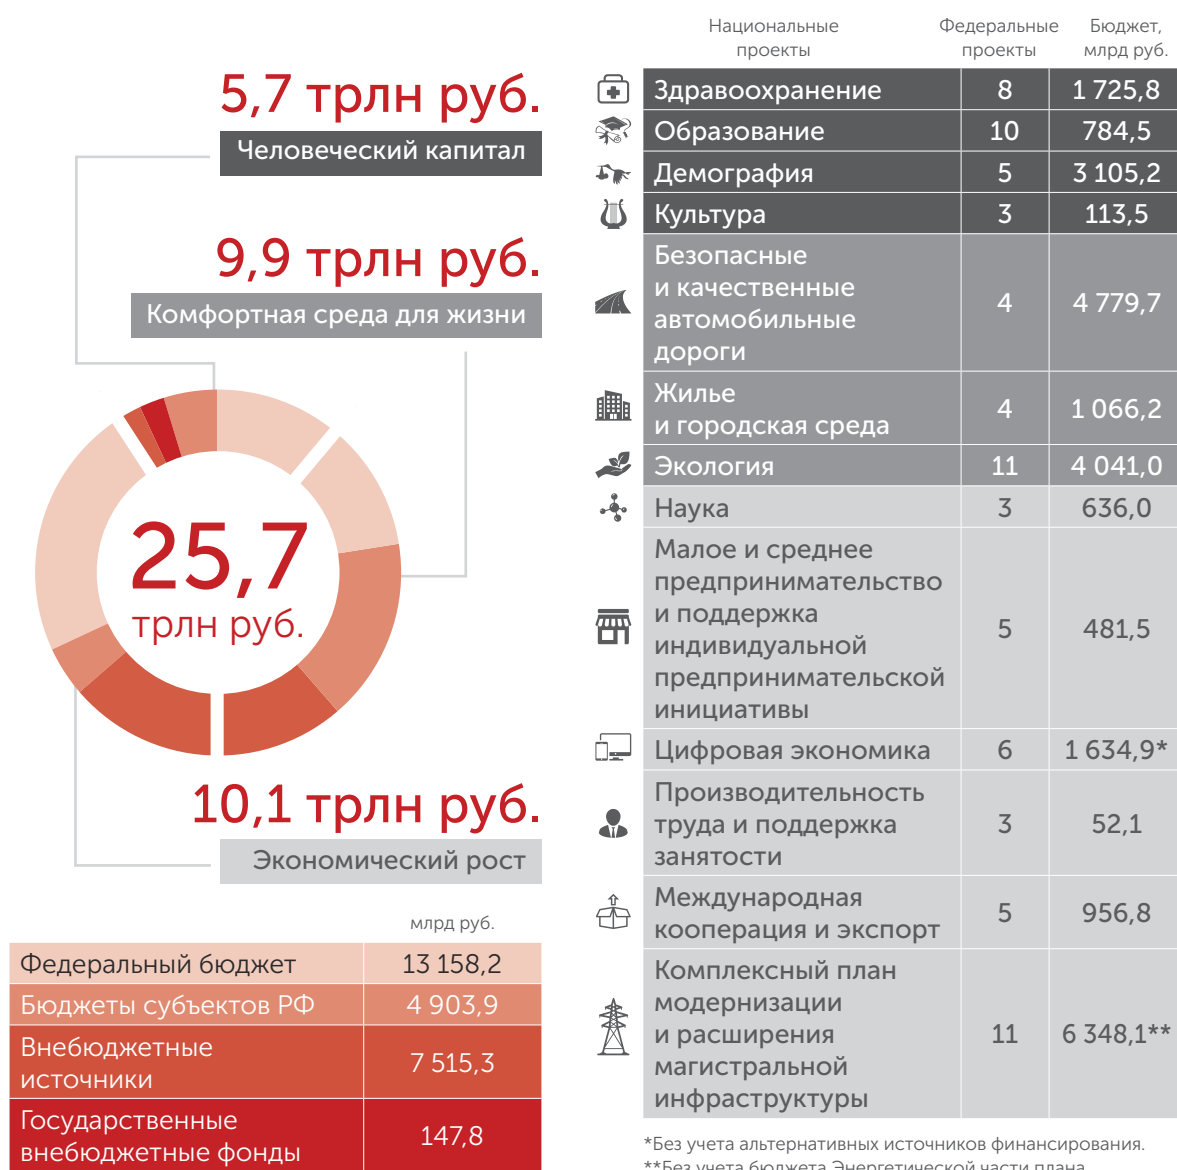 5,7 трлн руб.
Человеческий капитал
9,9 трлн руб.
Комфортная среда для жизни
25,7
трлн руб.
10,1 трлн руб.
Экономический рост
млрд руб.
Федеральный бюджет 13 158,2
Бюджеты субъектов РФ 4 903,9
Внебюджетные
источники 7 515,3
Государственные
внебюджетные фонды 147,8
Национальные
проекты
Федеральные
проекты
Бюджет,
млрд руб.
Здравоохранение 8 1 725,8
Образование 10 784,5
Демография 5 3 105,2
Культура 3 113,5
Безопасные
и качественные
автомобильные
дороги
4 4 779,7
Жилье
и городская среда
4 1 066,2
Экология 11 4 041,0
Наука 3 636,0
Малое и среднее
предпринимательство
и поддержка
индивидуальной
предпринимательской
инициативы
5 481,5
Цифровая экономика 6 1 634,9*
Производительность
труда и поддержка
занятости
3 52,1
Международная
кооперация и экспорт
5 956,8
Комплексный план
модернизации
и расширения
магистральной
инфраструктуры
11 6 348,1**
*Без учета альтернативных источников финансирования.
**Без учета бюджета Энергетической части плана